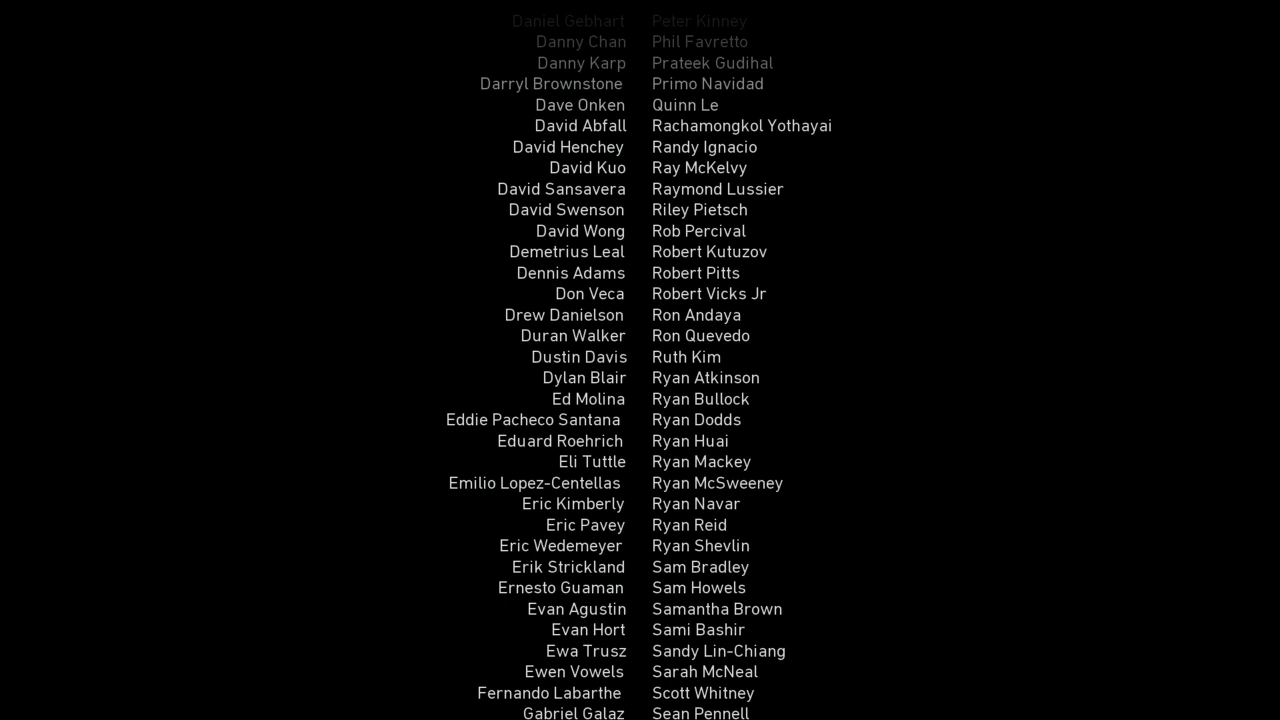 Daniel Gebhart Peter Kinney
Danny Chan Phil Favretto
Danny Karp Prateek Gudihal
Darryl Brownstone Primo Navidad
Dave Onken Quinn Le
David Abfall Rachamongkol Yothayai
David Henchey Randy Ignacio
David Kuo Ray McKelvy
David Sansavera Raymond Lussier
David Swenson Riley Pietsch
David Wong Rob Percival
Demetrius Leal Robert Kutuzov
Dennis Adams Robert Pitts
Don Veca Robert Vicks Jr
Drew Danielson Ron Andaya
Duran Walker Ron Quevedo
Dustin Davis Ruth Kim
Dylan Blair Ryan Atkinson
Ed Molina Ryan Bullock
Eddie Pacheco Santana Ryan Dodds
Eduard Roehrich Ryan Huai
Eli Tuttle Ryan Mackey
Emilio Lopez-Centellas Ryan McSweeney
Eric Kimberly Ryan Navar
Eric Pavey Ryan Reid
Eric Wedemeyer Ryan Shevlin
Erik Strickland Sam Bradley
Ernesto Guaman Sam Howels
Evan Agustin Samantha Brown
Evan Hort Sami Bashir
Ewa Trusz Sandy Lin-Chiang
Ewen Vowels Sarah McNeal
Fernando Labarthe Scott Whitney
Gabriel Galaz Sean Pennell